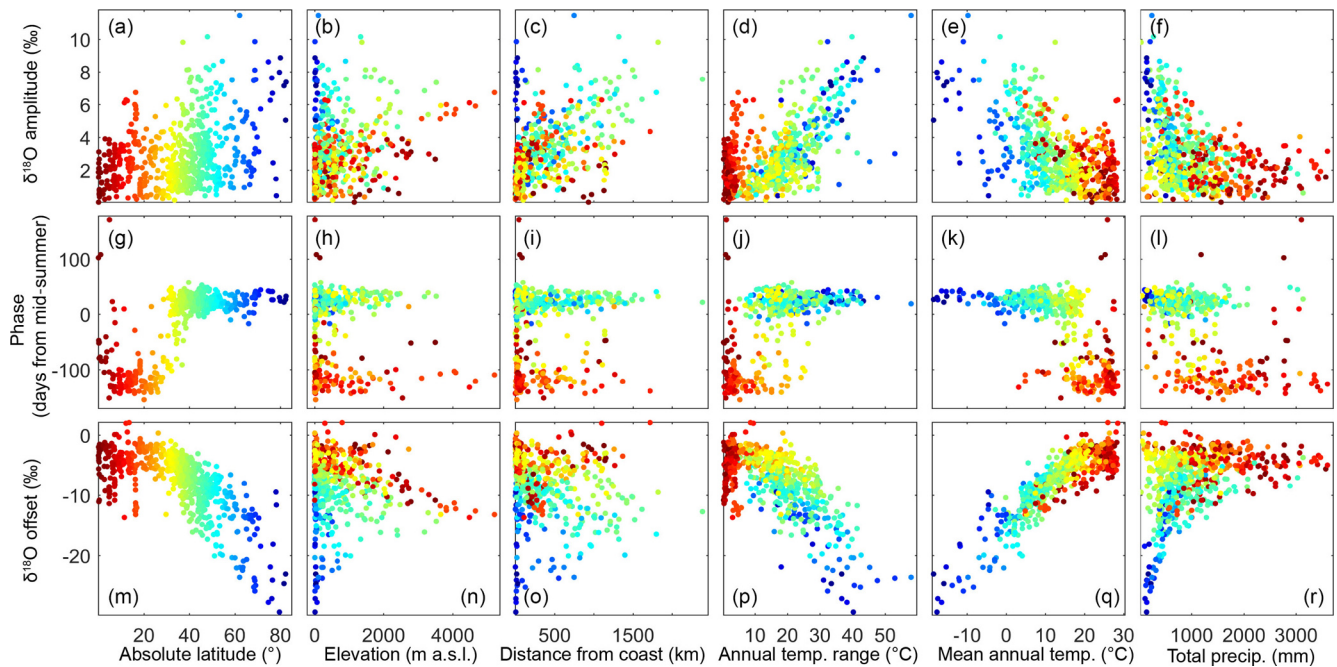 (a) (b) (c) (d) (e) (f)
δ¹⁸O amplitude (‰)
10
8
6
4
2
(g) (h) (i) (j) (k) (l)
Phase
(days from mid-summer)
100
0
-100
(m) (n) (o) (p) (q) (r)
δ¹⁸O offset (‰)
0
-10
-20
20 40 60 80
0 2000 4000
500 1500
10 20 30 40 50
-10 0 10 20 30
1000 2000 3000
Absolute latitude (°)
Elevation (m a.s.l.)
Distance from coast (km)
Annual temp. range (°C)
Mean annual temp. (°C)
Total precip. (mm)